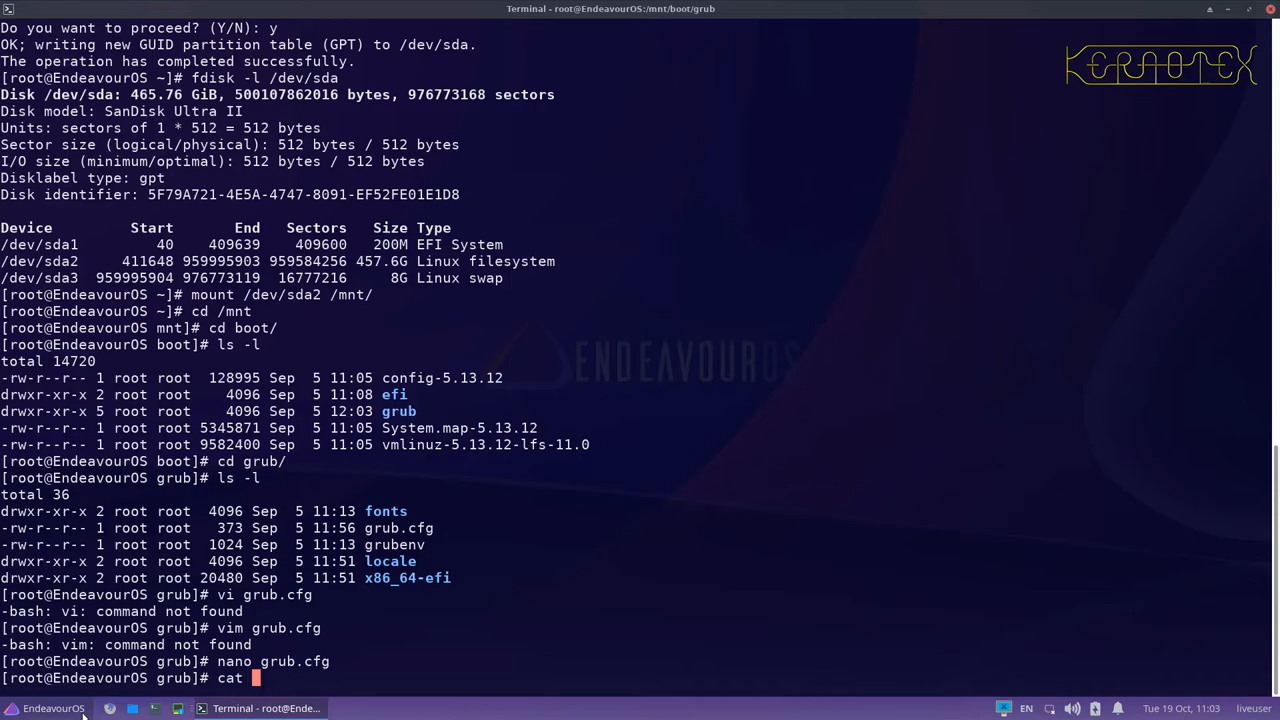 Terminal - root@EndeavourOS:/mnt/boot/grub
Do you want to proceed? (Y/N): y
OK; writing new GUID partition table (GPT) to /dev/sda.
The operation has completed successfully.
[root@EndeavourOS ~]# fdisk -l /dev/sda
Disk /dev/sda: 465.76 GiB, 500107862016 bytes, 976773168 sectors
Disk model: SanDisk Ultra II
Units: sectors of 1 * 512 = 512 bytes
Sector size (logical/physical): 512 bytes / 512 bytes
I/O size (minimum/optimal): 512 bytes / 512 bytes
Disklabel type: gpt
Disk identifier: 5F79A721-4E5A-4747-8091-EF52FE01E1D8
Device Start End Sectors Size Type
/dev/sda1 40 409639 409600 200M EFI System
/dev/sda2 411648 959995903 959584256 457.6G Linux filesystem
/dev/sda3 959995904 976773119 16777216 8G Linux swap
[root@EndeavourOS ~]# mount /dev/sda2 /mnt/
[root@EndeavourOS ~]# cd /mnt
[root@EndeavourOS mnt]# cd boot/
[root@EndeavourOS boot]# ls -l
total 14720
-rw-r--r-- 1 root root 128995 Sep 5 11:05 config-5.13.12
drwxr-xr-x 2 root root 4096 Sep 5 11:08 efi
drwxr-xr-x 5 root root 4096 Sep 5 12:03 grub
-rw-r--r-- 1 root root 5345871 Sep 5 11:05 System.map-5.13.12
-rw-r--r-- 1 root root 9582400 Sep 5 11:05 vmlinuz-5.13.12-lfs-11.0
[root@EndeavourOS boot]# cd grub/
[root@EndeavourOS grub]# ls -l
total 36
drwxr-xr-x 2 root root 4096 Sep 5 11:13 fonts
-rw-r--r-- 1 root root 373 Sep 5 11:56 grub.cfg
-rw-r--r-- 1 root root 1024 Sep 5 11:13 grubenv
drwxr-xr-x 2 root root 4096 Sep 5 11:51 locale
drwxr-xr-x 2 root root 20480 Sep 5 11:51 x86_64-efi
[root@EndeavourOS grub]# vi grub.cfg
-bash: vi: command not found
[root@EndeavourOS grub]# vim grub.cfg
-bash: vim: command not found
[root@EndeavourOS grub]# nano grub.cfg
[root@EndeavourOS grub]# cat
KERNOTEX
ENDEAVOUROS
EndeavourOS Terminal - root@Ende... EN Tue 19 Oct, 11:03 liveuser